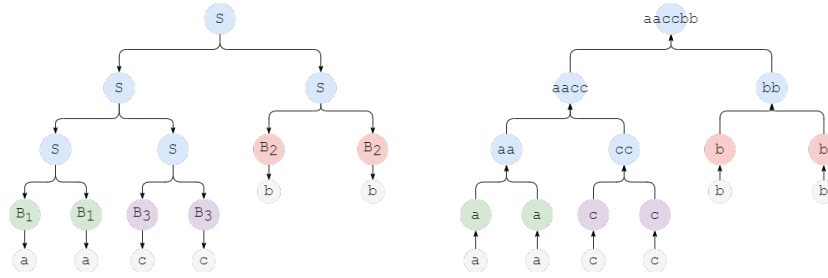 S aaccbb
S S aacc bb
S S B₂ B₂ aa cc b b
B₁ B₁ B₃ B₃ b b a a c c b b
a a c c a a c c